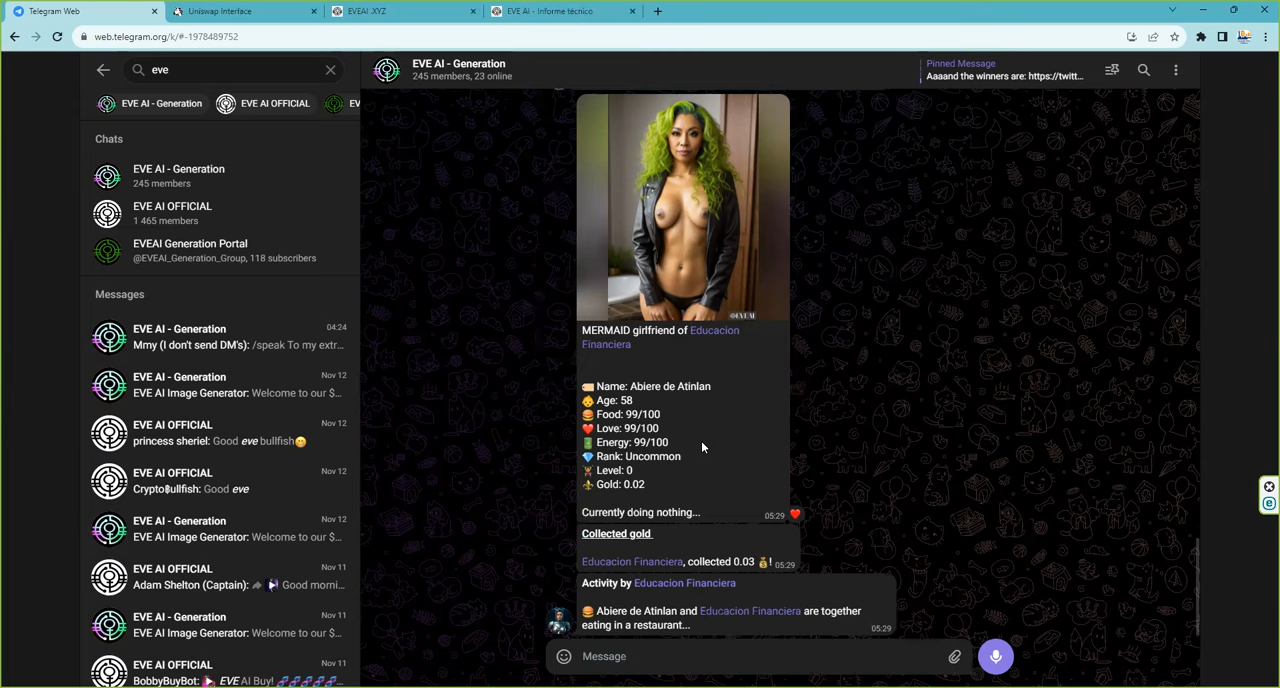 Telegram Web
Uniswap Interface
EVEAI .XYZ
EVE AI - Informe técnico
web.telegram.org/k/#-1978489752
eve
EVE AI - Generation
245 members, 23 online
Pinned Message
Aaaand the winners are: https://twitt...
EVE AI - Generation
EVE AI OFFICIAL
EV
Chats
EVE AI - Generation
245 members
EVE AI OFFICIAL
1 465 members
EVEAI Generation Portal
@EVEAI_Generation_Group, 118 subscribers
Messages
EVE AI - Generation 04:24
Mmy (I don't send DM's): /speak To my extr...
EVE AI - Generation Nov 12
EVE AI Image Generator: Welcome to our $...
EVE AI OFFICIAL Nov 12
princess sheriel: Good eve bullfish😁
EVE AI OFFICIAL Nov 12
Crypto₿ullfish: Good eve
EVE AI - Generation Nov 12
EVE AI Image Generator: Welcome to our $...
EVE AI OFFICIAL Nov 11
Adam Shelton (Captain): Good morni...
EVE AI - Generation Nov 11
EVE AI Image Generator: Welcome to our $...
EVE AI OFFICIAL Nov 11
BobbyBuyBot: EVE AI Buy! 🧬🧬🧬🧬🧬...
@EVEAI
MERMAID girlfriend of Educacion
Financiera
Name: Abiere de Atinlan
Age: 58
Food: 99/100
Love: 99/100
Energy: 99/100
Rank: Uncommon
Level: 0
Gold: 0.02
Currently doing nothing... 05:29
Collected gold
Educacion Financiera, collected 0.03 💰! 05:29
Activity by Educacion Financiera
🍔 Abiere de Atinlan and Educacion Financiera are together
eating in a restaurant... 05:29
Message